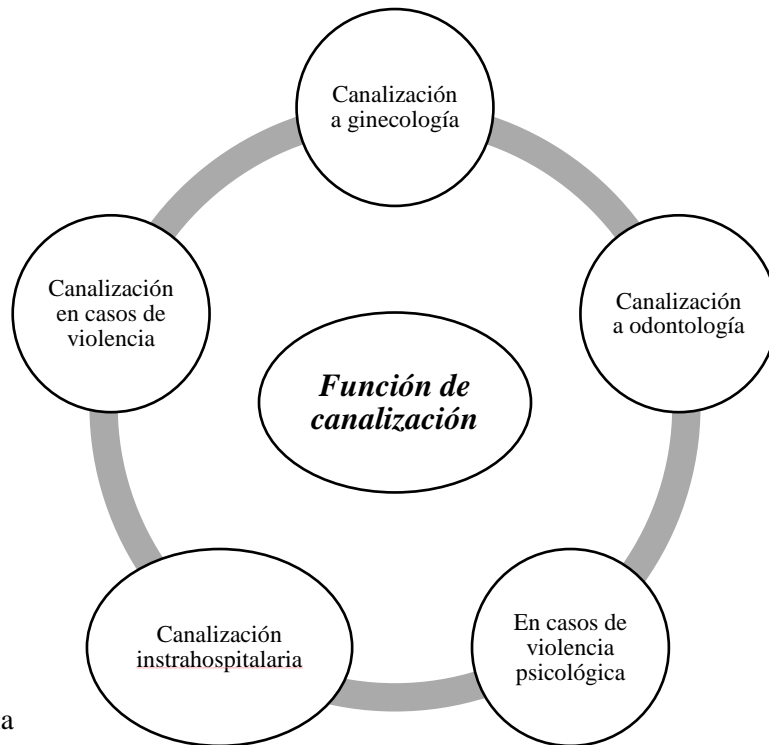 Canalización
a ginecología
Canalización
a odontología
En casos de
violencia
psicológica
Canalización
instrahospitalaria
Canalización
en casos de
violencia
Función de
canalización
a